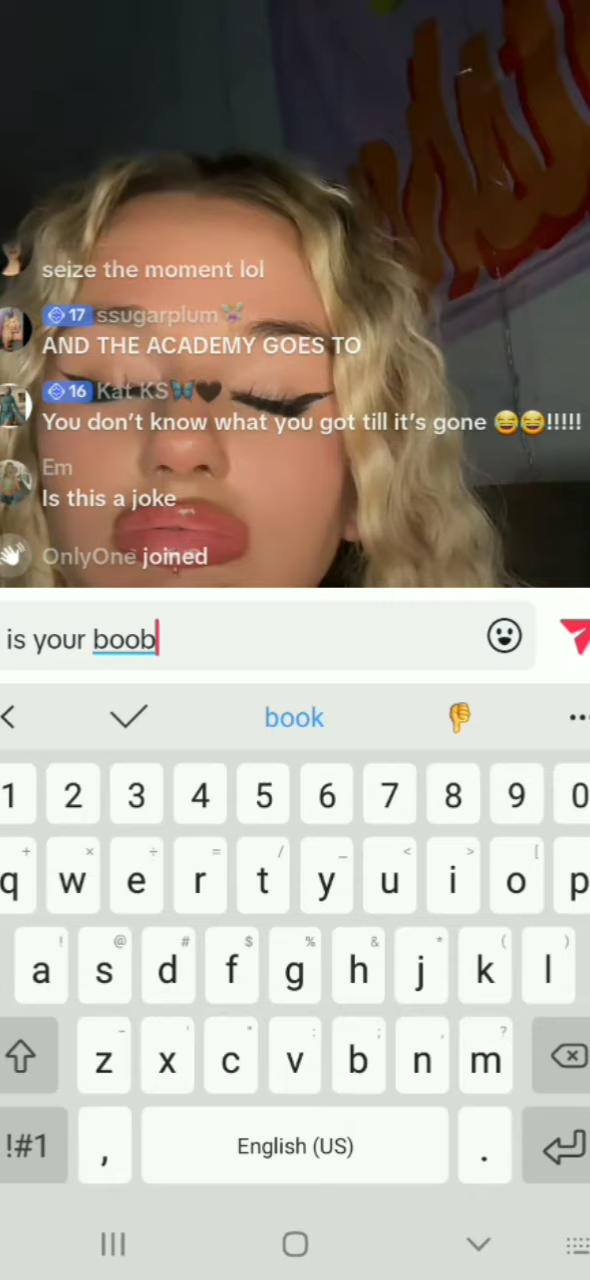 seize the moment lol
17 ssugarplum🧚
AND THE ACADEMY GOES TO
16 Kat KS🦋🖤
You don’t know what you got till it’s gone 😂😂!!!!!
Em
Is this a joke
OnlyOne joined
is your boob
book 👎
1 2 3 4 5 6 7 8 9 0
+ × ÷ = / _ < > [
q w e r t y u i o p
! @ # $ % & * ( )
a s d f g h j k l
- ' " : ; , ?
z x c v b n m
!#1 , English (US) .